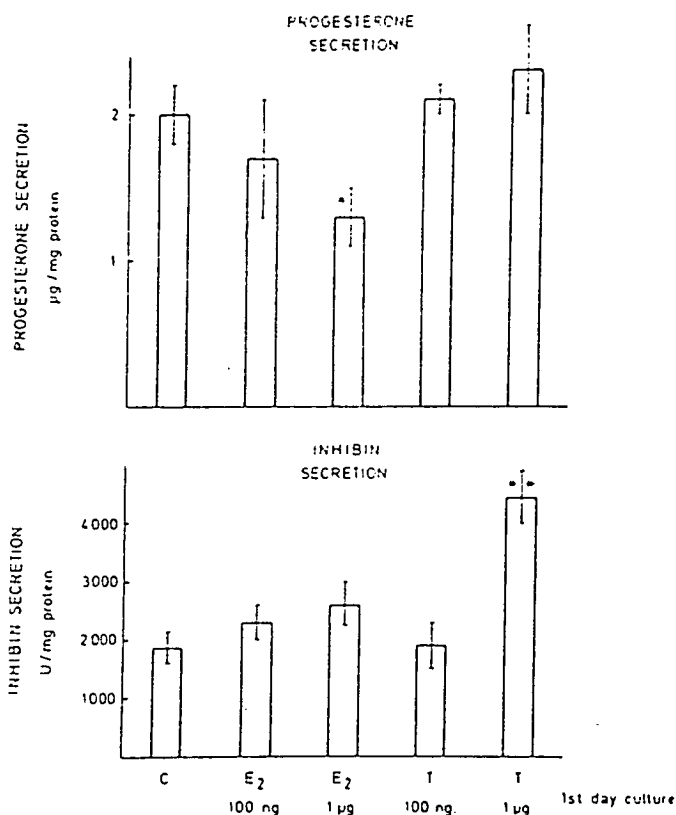 PROGESTERONE
SECRETION
PROGESTERONE SECRETION
µg/mg protein
2
1
*
INHIBIN
SECRETION
INHIBIN SECRETION
U/mg protein
4000
3000
2000
1000
**
C E2 E2 T T
100 ng 1 µg 100 ng. 1 µg
1st day culture